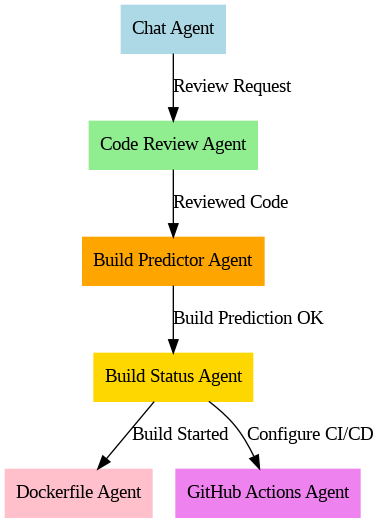 Chat Agent
Review Request
Code Review Agent
Reviewed Code
Build Predictor Agent
Build Prediction OK
Build Status Agent
Build Started
Configure CI/CD
Dockerfile Agent
GitHub Actions Agent